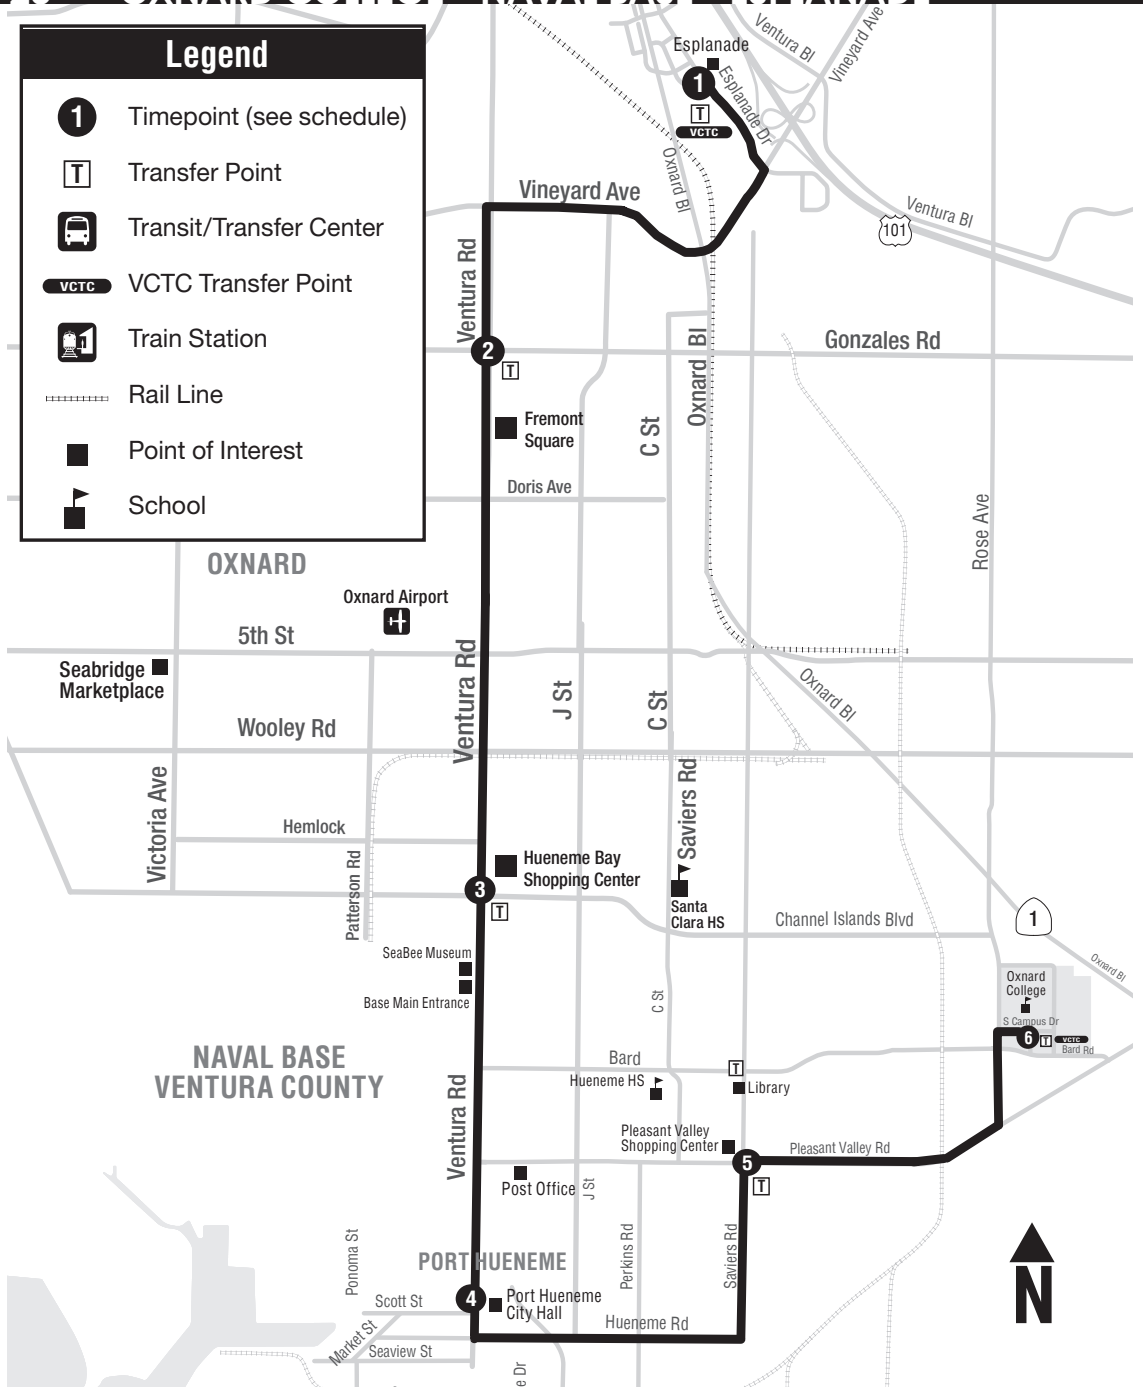 Legend
1
Timepoint (see schedule)
T
Transfer Point
Transit/Transfer Center
VCTC
VCTC Transfer Point
Train Station
Rail Line
Point of Interest
School
Esplanade
1
T
VCTC
Esplanade Dr
Ventura Bl
Vineyard Ave
Oxnard Bl
Vineyard Ave
Ventura Bl
101
Ventura Rd
2
T
Gonzales Rd
Oxnard Bl
Fremont
Square
C St
Doris Ave
Rose Ave
OXNARD
Oxnard Airport
5th St
Seabridge
Marketplace
Ventura Rd
J St
C St
Oxnard Bl
Wooley Rd
Victoria Ave
Saviers Rd
Hemlock
Patterson Rd
Hueneme Bay
Shopping Center
3
T
Santa
Clara HS
Channel Islands Blvd
1
SeaBee Museum
Base Main Entrance
Oxnard Bl
Oxnard
College
C St
S Campus Dr
6
T
VCTC
Bard Rd
NAVAL BASE
VENTURA COUNTY
Bard
T
Hueneme HS
Library
Ventura Rd
Pleasant Valley
Shopping Center
5
T
Pleasant Valley Rd
Post Office
J St
Perkins Rd
Saviers Rd
Ponoma St
PORT HUENEME
4
Port Hueneme
City Hall
Scott St
Hueneme Rd
Market St
Seaview St
e Dr
N